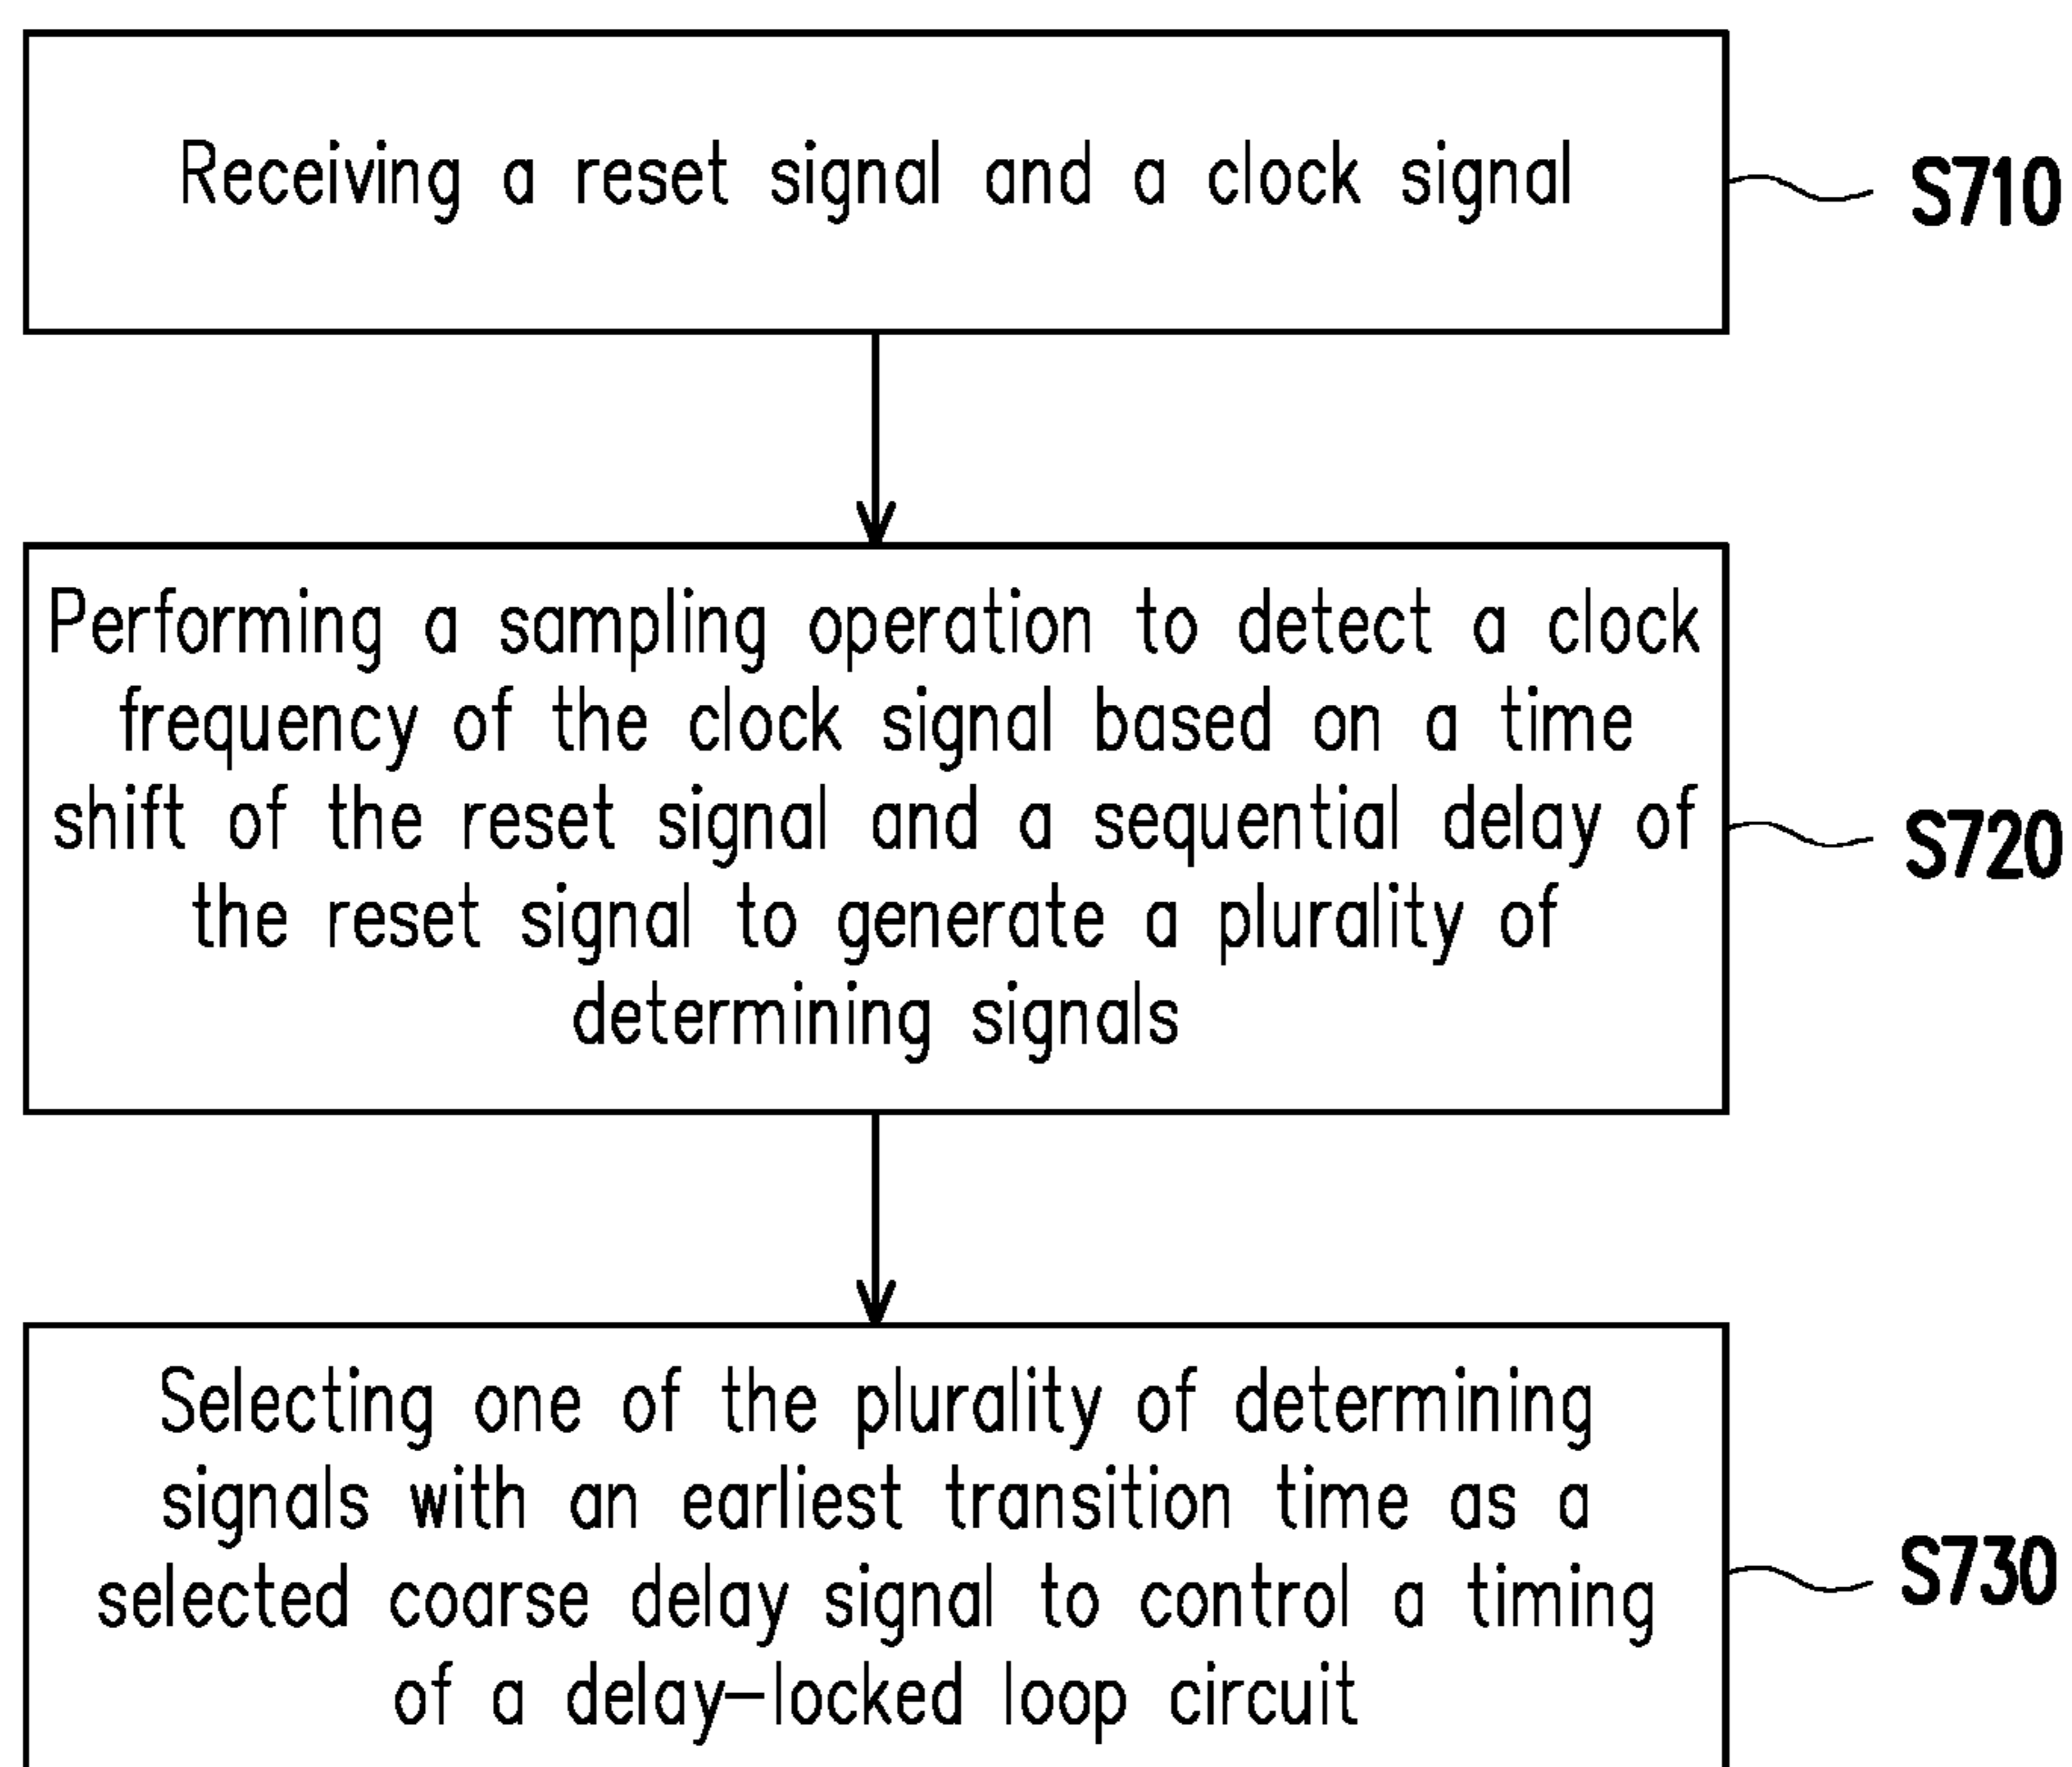 Receiving a reset signal and a clock signal
S710
Performing a sampling operation to detect a clock
frequency of the clock signal based on a time
shift of the reset signal and a sequential delay of
the reset signal to generate a plurality of
determining signals
S720
Selecting one of the plurality of determining
signals with an earliest transition time as a
selected coarse delay signal to control a timing
of a delay-locked loop circuit
S730